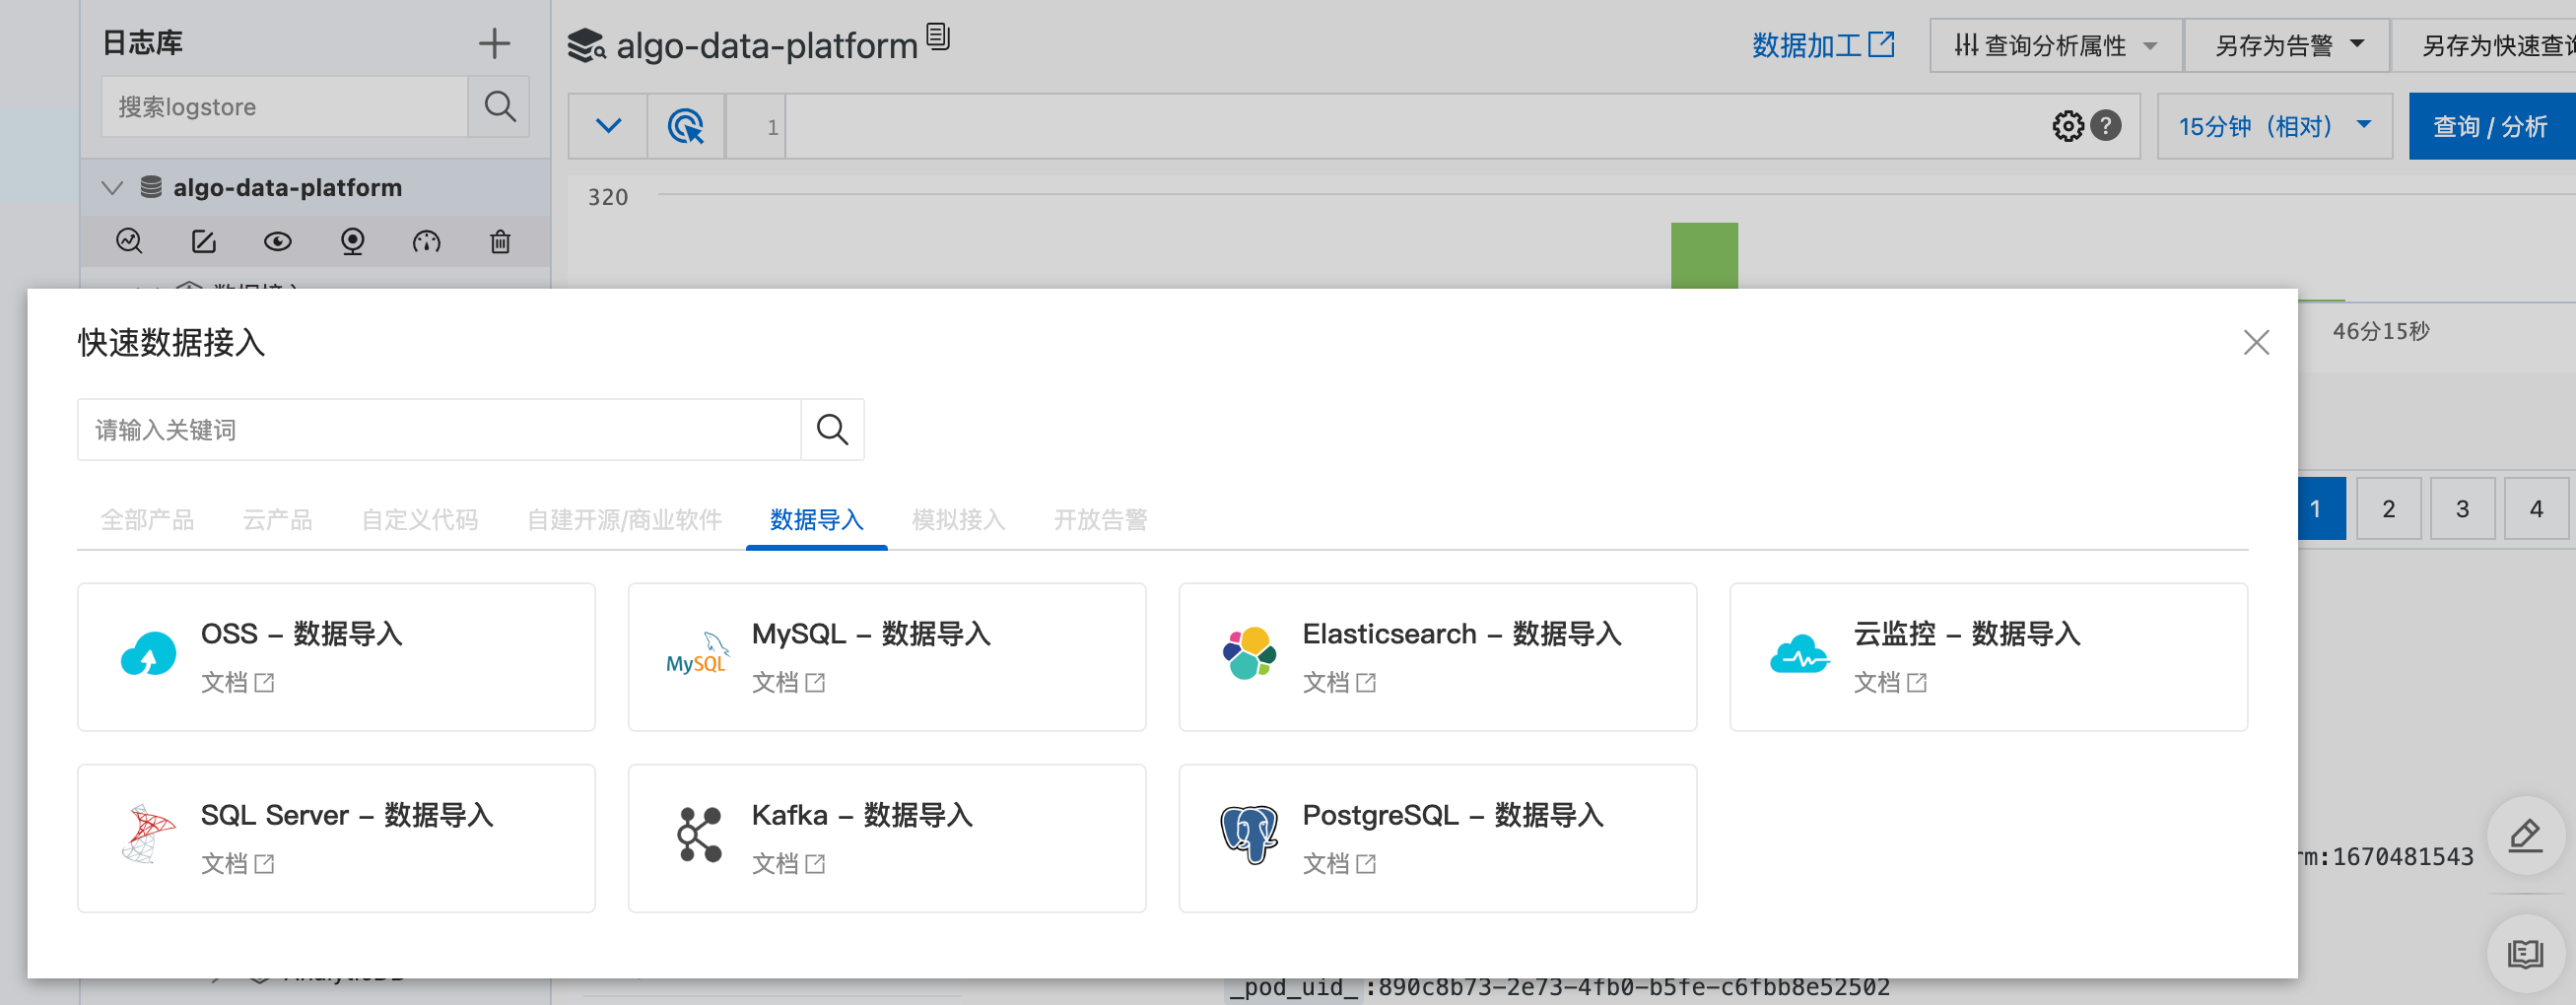 日志库
搜索logstore
algo-data-platform
algo-data-platform
数据加工
查询分析属性
另存为告警
另存为快速查询
1
?
15分钟（相对）
查询 / 分析
320
46分15秒
快速数据接入
请输入关键词
全部产品 云产品 自定义代码 自建开源/商业软件 数据导入 模拟接入 开放告警
1 2 3 4
OSS – 数据导入
文档
MySQL
MySQL – 数据导入
文档
Elasticsearch – 数据导入
文档
云监控 – 数据导入
文档
SQL Server – 数据导入
文档
Kafka – 数据导入
文档
PostgreSQL – 数据导入
文档
rm:1670481543
_pod_uid_ :890c8b73-2e73-4fb0-b5fe-c6fbb8e52502